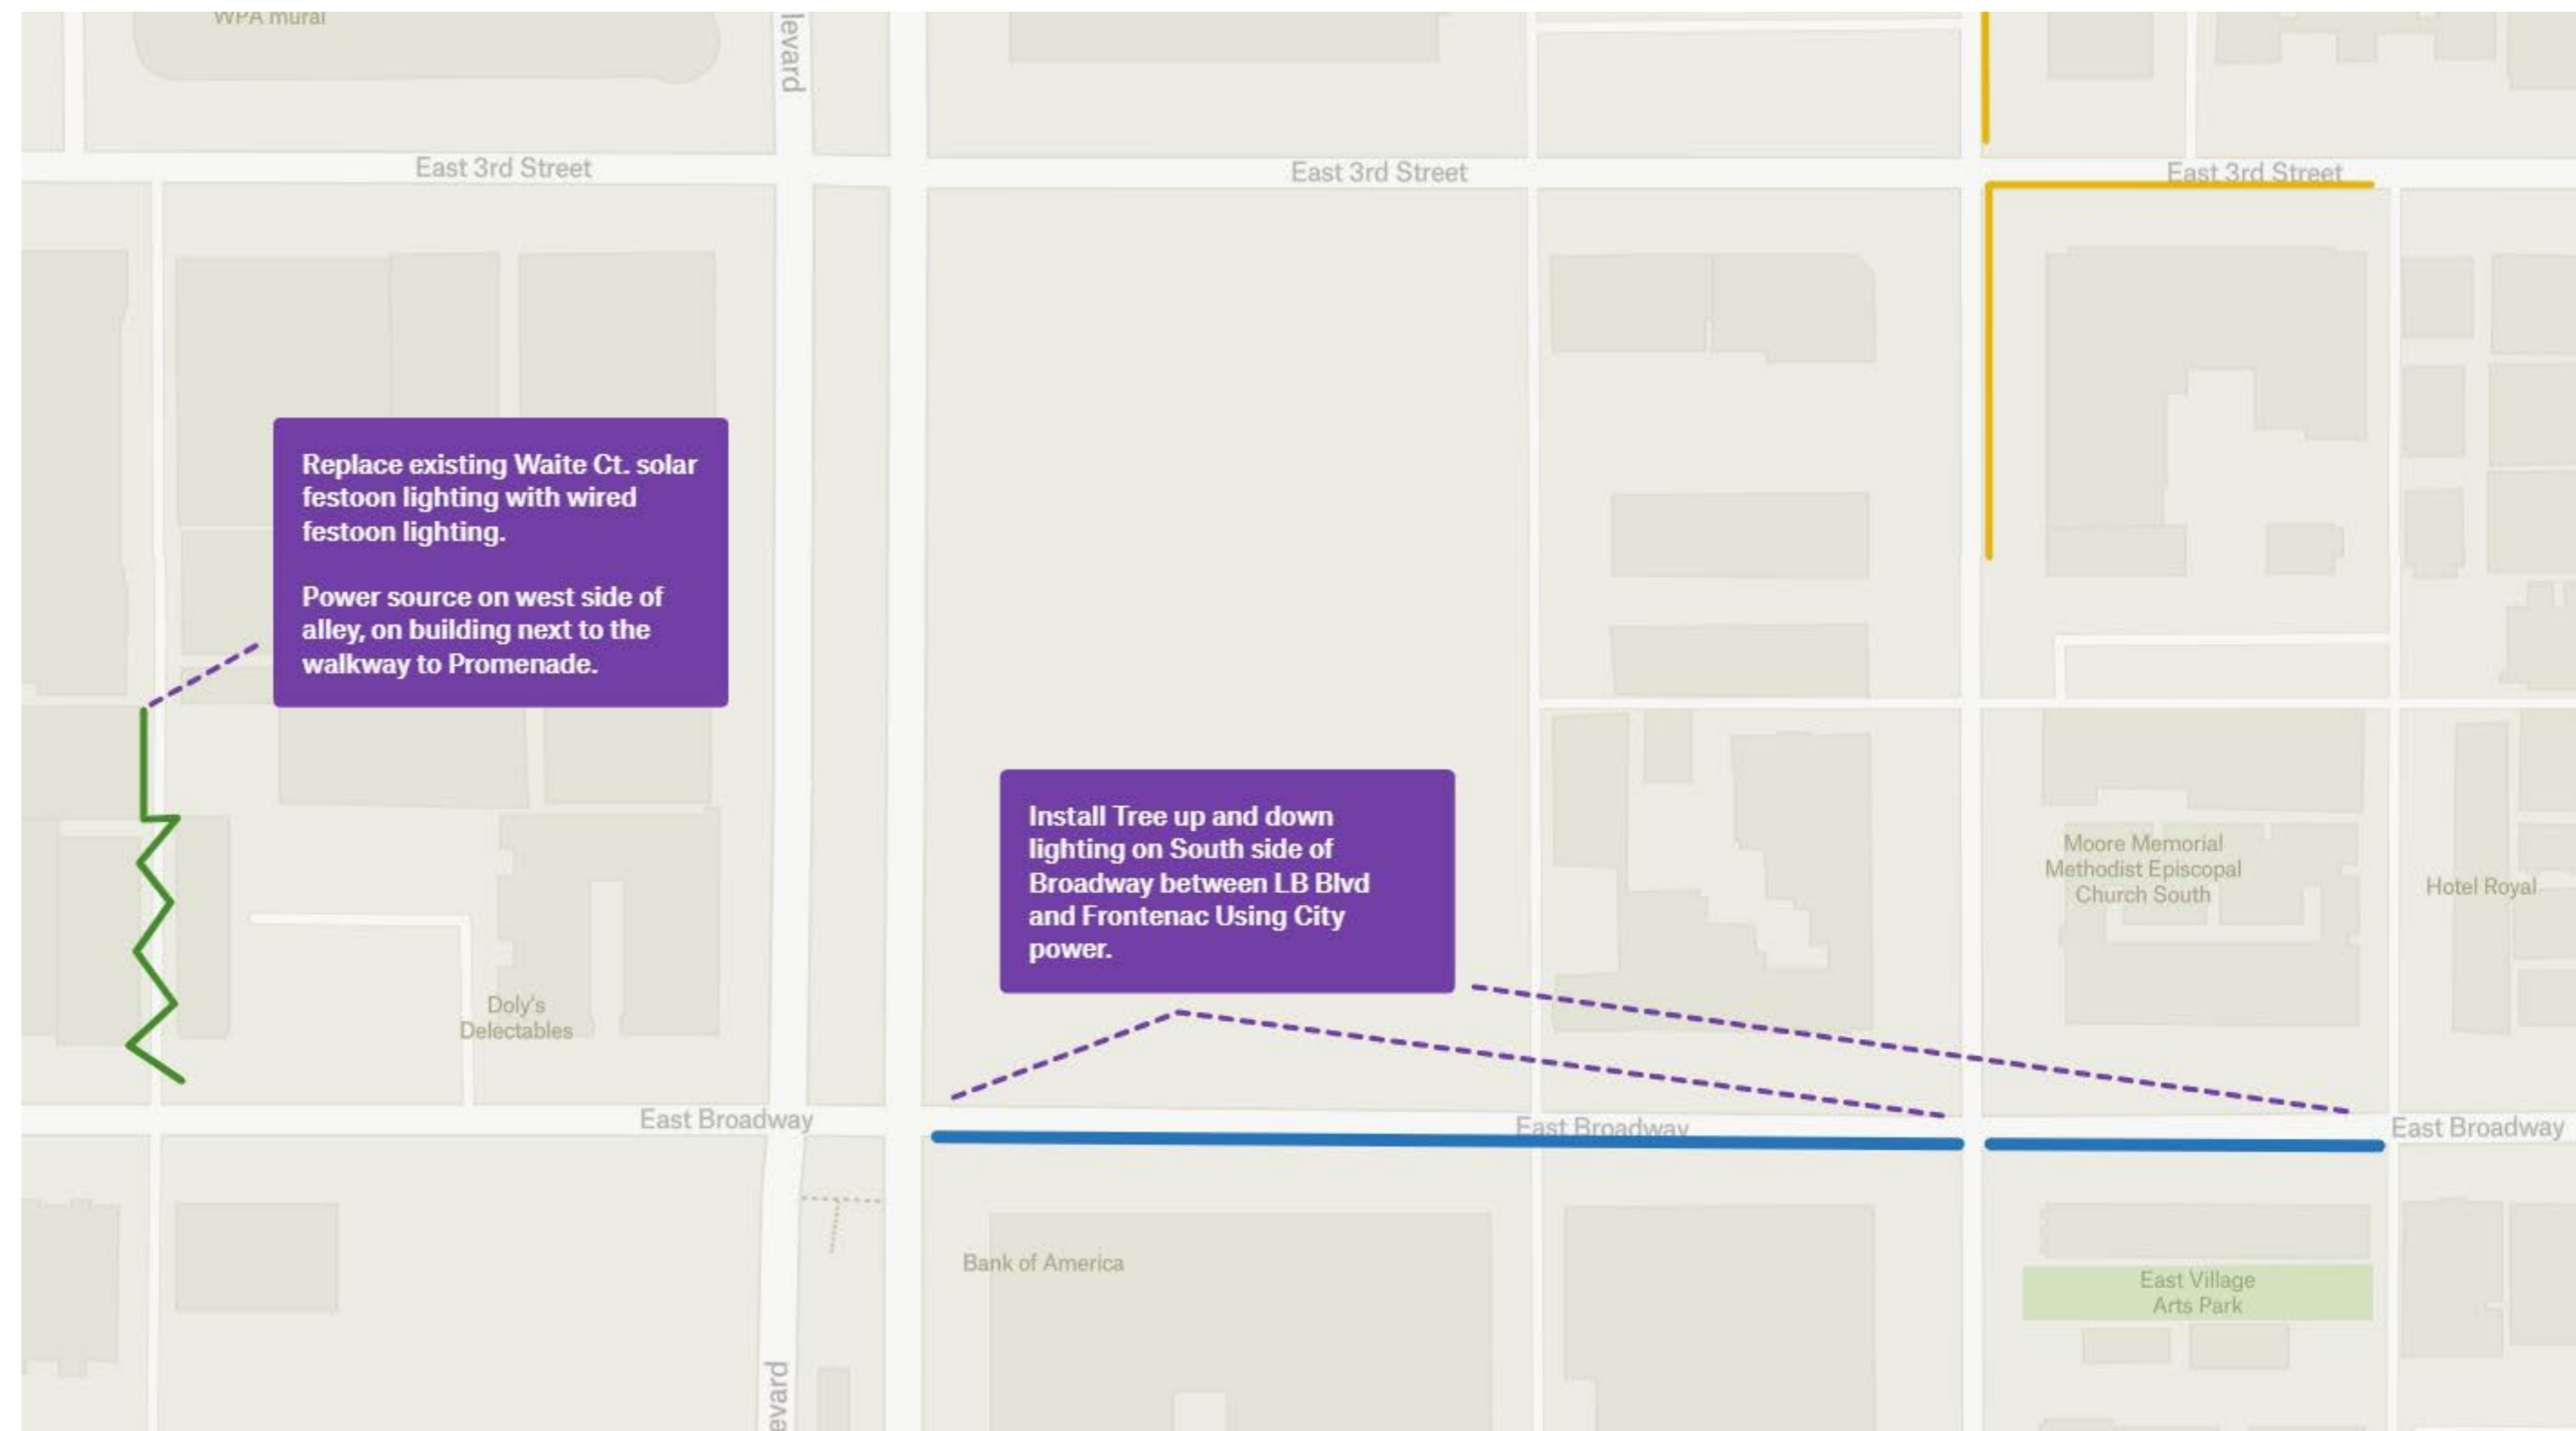 WPA mural
levard
East 3rd Street
East 3rd Street
East 3rd Street
Replace existing Waite Ct. solar
festoon lighting with wired
festoon lighting.
Power source on west side of
alley, on building next to the
walkway to Promenade.
Install Tree up and down
lighting on South side of
Broadway between LB Blvd
and Frontenac Using City
power.
Moore Memorial
Methodist Episcopal
Church South
Hotel Royal
Doly's
Delectables
East Broadway
East Broadway
East Broadway
Bank of America
East Village
Arts Park
evard